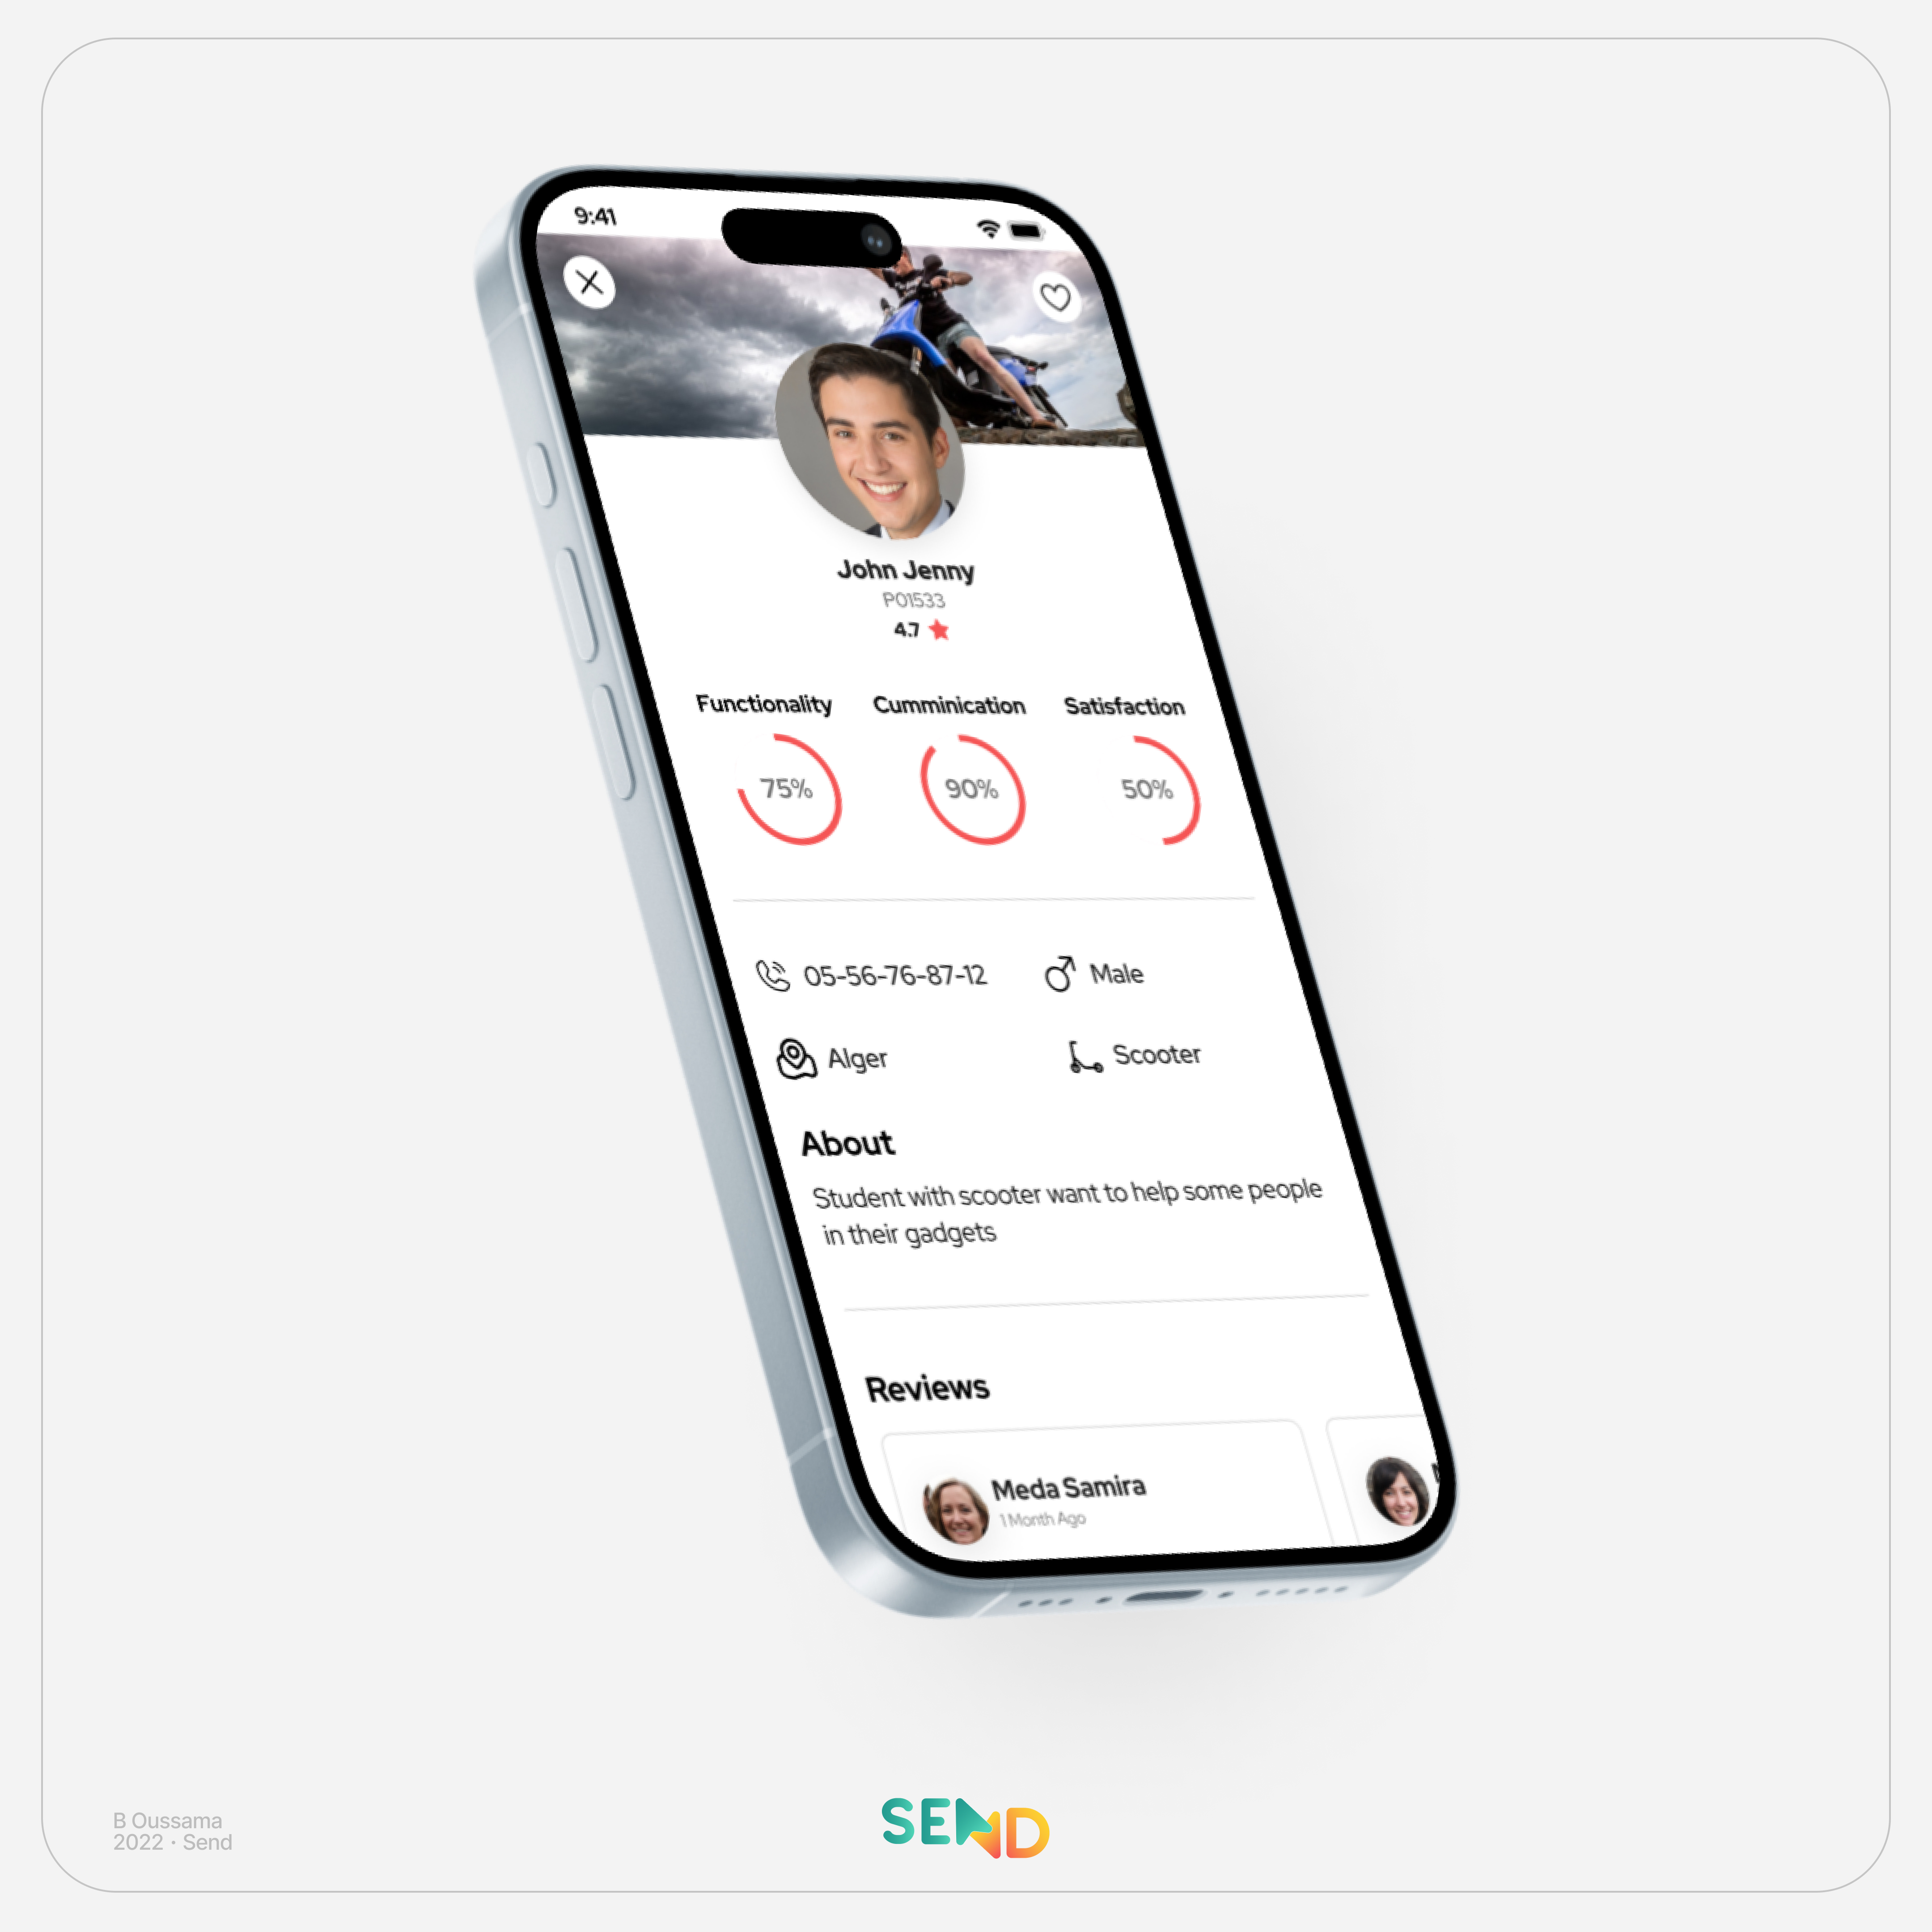 9:41
John Jenny
P01533
4.7
Functionality Cumminication Satisfaction
75% 90% 50%
05-56-76-87-12 Male
Alger Scooter
About
Student with scooter want to help some people
in their gadgets
Reviews
Meda Samira
1 Month Ago
B Oussama
2022 · Send
SEND